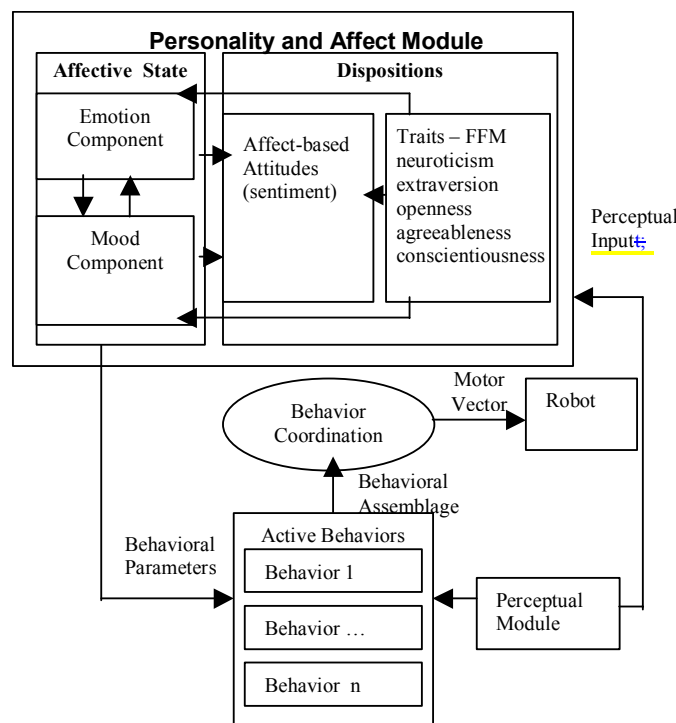 Personality and Affect Module
Affective State
Dispositions
Emotion
Component
Mood
Component
Affect-based
Attitudes
(sentiment)
Traits – FFM
neuroticism
extraversion
openness
agreeableness
conscientiousness
Perceptual
Inputt;
Behavior
Coordination
Motor
Vector
Robot
Behavioral
Assemblage
Behavioral
Parameters
Active Behaviors
Behavior 1
Behavior …
Behavior n
Perceptual
Module